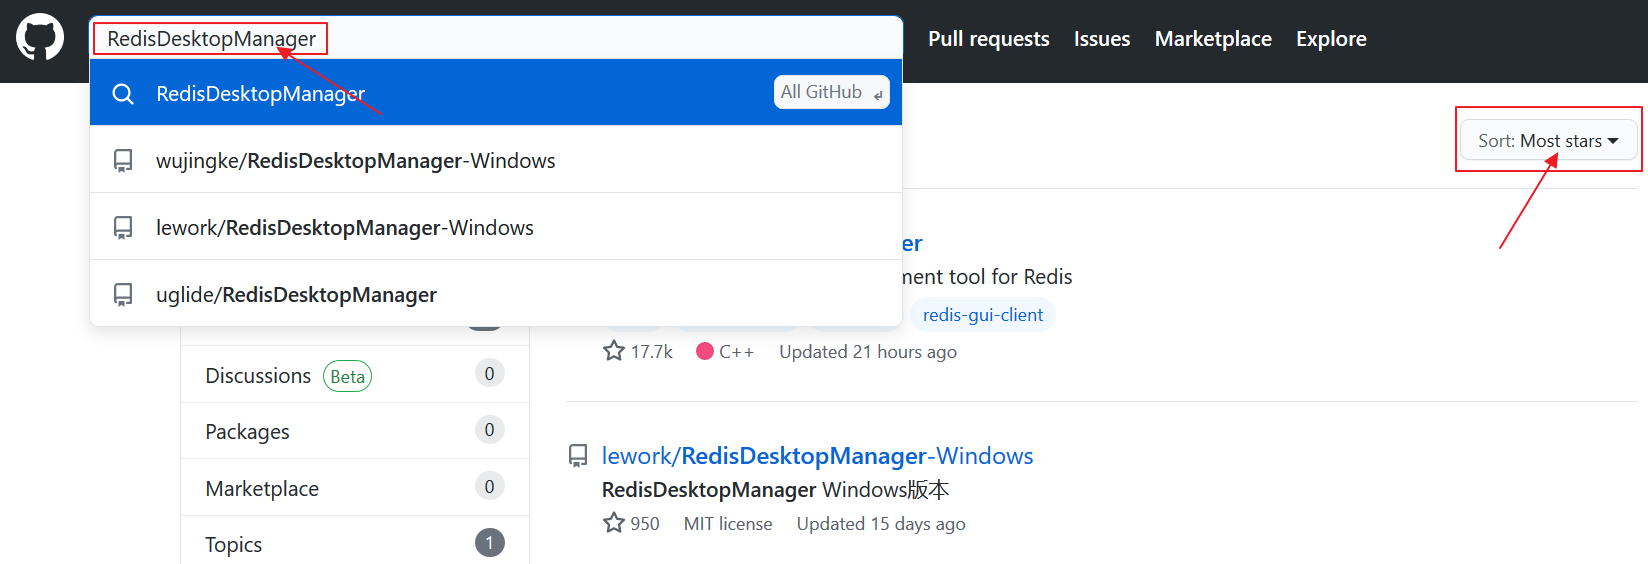 RedisDesktopManager
Pull requests Issues Marketplace Explore
RedisDesktopManager All GitHub
wujingke/RedisDesktopManager-Windows
lework/RedisDesktopManager-Windows
uglide/RedisDesktopManager
Sort: Most stars
er
ment tool for Redis
redis-gui-client
17.7k C++ Updated 21 hours ago
Discussions Beta 0
Packages 0
Marketplace 0
Topics 1
lework/RedisDesktopManager-Windows
RedisDesktopManager Windows版本
950 MIT license Updated 15 days ago